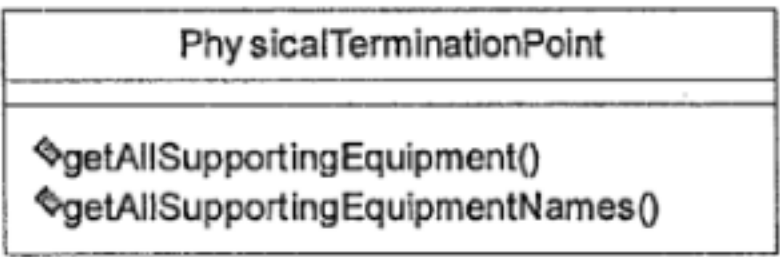 PhysicalTerminationPoint
getAllSupportingEquipment()
getAllSupportingEquipmentNames()